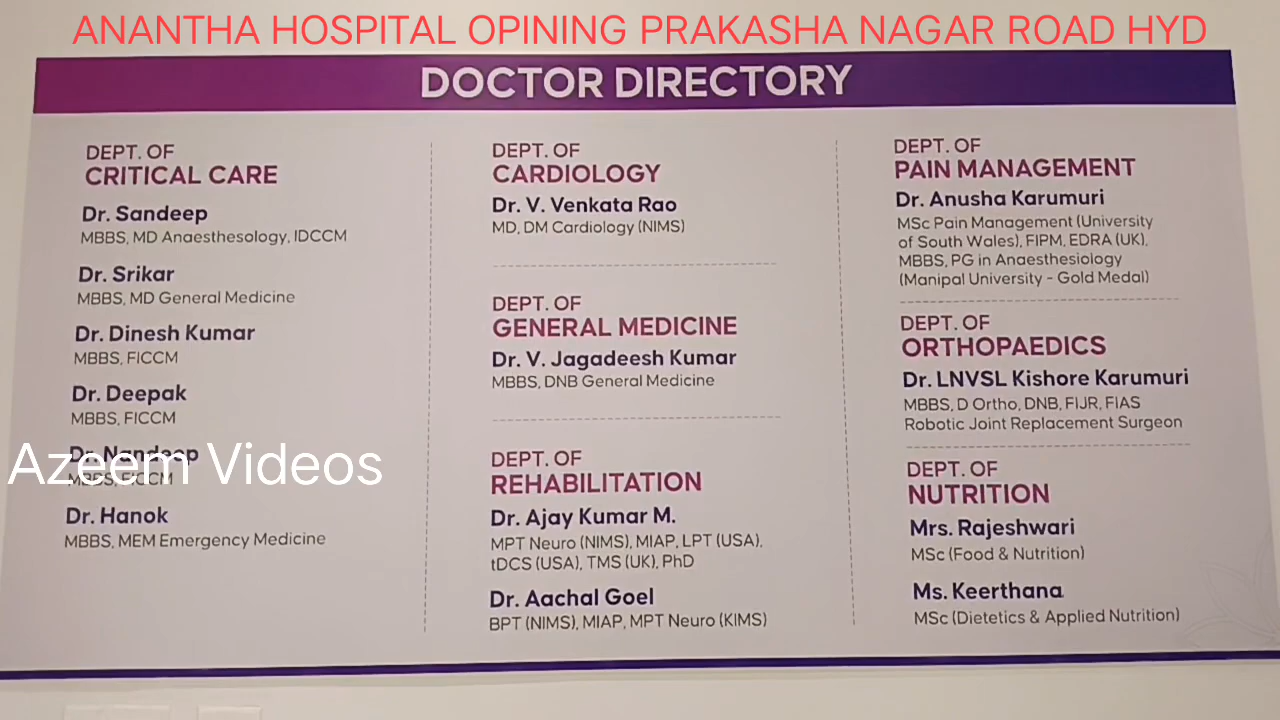 ANANTHA HOSPITAL OPINING PRAKASHA NAGAR ROAD HYD
DOCTOR DIRECTORY
DEPT. OF
CRITICAL CARE
Dr. Sandeep
MBBS, MD Anaesthesology, IDCCM
Dr. Srikar
MBBS, MD General Medicine
Dr. Dinesh Kumar
MBBS, FICCM
Dr. Deepak
MBBS, FICCM
Dr. Nandeep
MBBS, FICCM
Azeem Videos
Dr. Hanok
MBBS, MEM Emergency Medicine
DEPT. OF
CARDIOLOGY
Dr. V. Venkata Rao
MD, DM Cardiology (NIMS)
DEPT. OF
GENERAL MEDICINE
Dr. V. Jagadeesh Kumar
MBBS, DNB General Medicine
DEPT. OF
REHABILITATION
Dr. Ajay Kumar M.
MPT Neuro (NIMS), MIAP, LPT (USA),
tDCS (USA), TMS (UK), PhD
Dr. Aachal Goel
BPT (NIMS), MIAP, MPT Neuro (KIMS)
DEPT. OF
PAIN MANAGEMENT
Dr. Anusha Karumuri
MSc Pain Management (University
of South Wales), FIPM, EDRA (UK),
MBBS, PG in Anaesthesiology
(Manipal University - Gold Medal)
DEPT. OF
ORTHOPAEDICS
Dr. LNVSL Kishore Karumuri
MBBS, D Ortho, DNB, FIJR, FIAS
Robotic Joint Replacement Surgeon
DEPT. OF
NUTRITION
Mrs. Rajeshwari
MSc (Food & Nutrition)
Ms. Keerthana
MSc (Dietetics & Applied Nutrition)